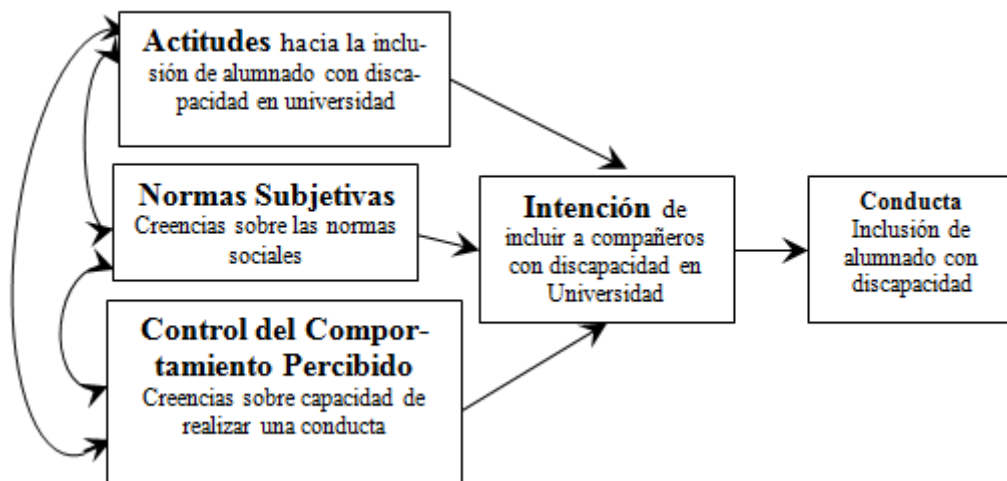 Actitudes hacia la inclu-
sión de alumnado con disca-
pacidad en universidad
Normas Subjetivas
Creencias sobre las normas
sociales
Control del Compor-
tamiento Percibido
Creencias sobre capacidad de
realizar una conducta
Intención de
incluir a compañeros
con discapacidad en
Universidad
Conducta
Inclusión de
alumnado con
discapacidad